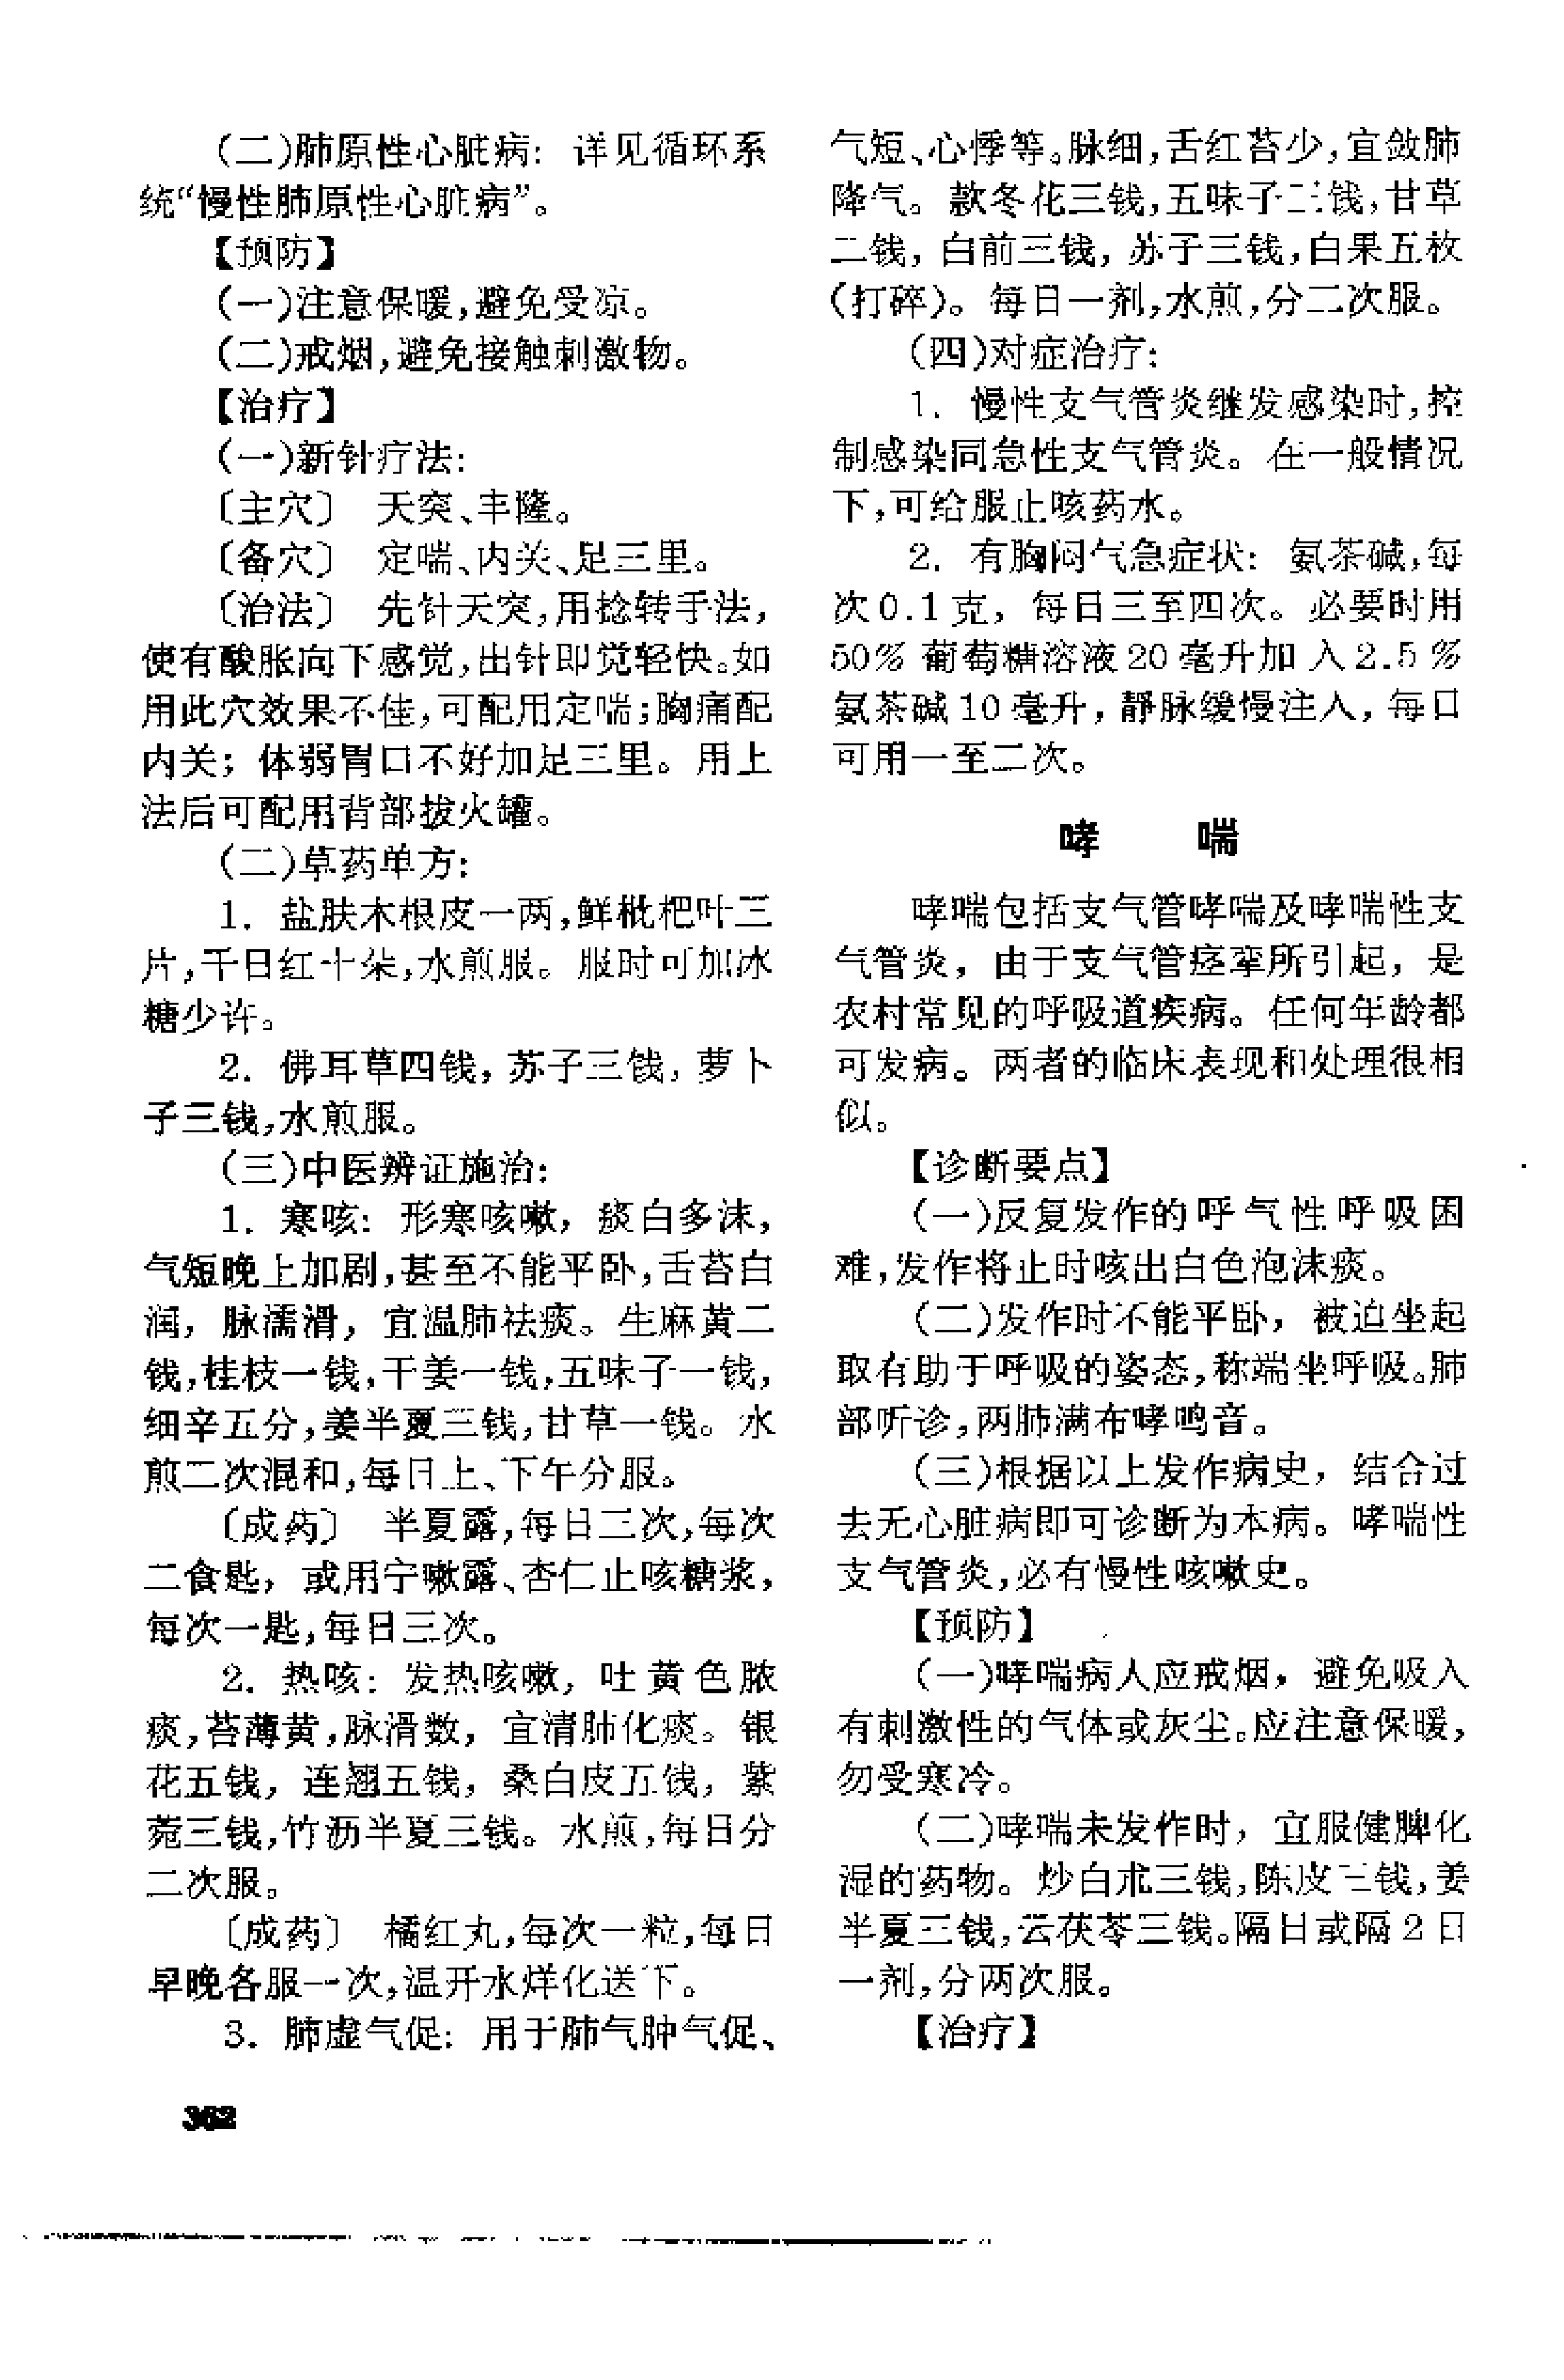 (二)肺原性心脏病: 详见循环系
统“慢性肺原性心脏病”。
【预防】
(一)注意保暖,避免受凉。
(二)戒烟,避免接触刺激物。
【治疗】
(一)新针疗法:
〔主穴〕 天突、丰隆。
〔备穴〕 定喘、内关、足三里。
〔治法〕 先针天突,用捻转手法,
使有酸胀向下感觉,出针即觉轻快。如
用此穴效果不佳,可配用定喘;胸痛配
内关; 体弱胃口不好加足三里。用上
法后可配用背部拔火罐。
(二)草药单方:
1. 盐肤木根皮一两,鲜枇杷叶三
片,千日红十朵,水煎服。服时可加冰
糖少许。
2. 佛耳草四钱, 苏子三钱, 萝卜
子三钱,水煎服。
(三)中医辨证施治:
1. 寒咳: 形寒咳嗽, 痰白多沫,
气短晚上加剧,甚至不能平卧,舌苔白
润, 脉濡滑, 宜温肺祛痰。生麻黄二
钱,桂枝一钱,干姜一钱,五味子一钱,
细辛五分,姜半夏三钱,甘草一钱。水
煎二次混和,每日上、下午分服。
〔成药〕 半夏露,每日三次,每次
二食匙, 或用宁嗽露、杏仁止咳糖浆,
每次一匙,每日三次。
2. 热咳: 发热咳嗽, 吐黄色脓
痰,苔薄黄,脉滑数, 宜清肺化痰。银
花五钱, 连翘五钱, 桑白皮五钱, 紫
菀三钱,竹沥半夏三钱。水煎,每日分
二次服。
〔成药〕 橘红丸,每次一粒,每日
早晚各服一次,温开水烊化送下。
3. 肺虚气促: 用于肺气肿气促、
362
气短、心悸等。脉细,舌红苔少,宜敛肺
降气。款冬花三钱,五味子三钱,甘草
二钱, 白前三钱, 苏子三钱,白果五枚
(打碎)。每日一剂,水煎,分二次服。
(四)对症治疗:
1. 慢性支气管炎继发感染时,控
制感染同急性支气管炎。在一般情况
下,可给服止咳药水。
2. 有胸闷气急症状: 氨茶碱,每
次0.1克, 每日三至四次。必要时用
50%葡萄糖溶液20毫升加入2.5%
氨茶碱10毫升, 静脉缓慢注入, 每日
可用一至二次。
哮 喘
哮喘包括支气管哮喘及哮喘性支
气管炎, 由于支气管痉挛所引起, 是
农村常见的呼吸道疾病。任何年龄都
可发病。两者的临床表现和处理很相
似。
【诊断要点】
(一)反复发作的呼气性呼吸困
难,发作将止时咳出白色泡沫痰。
(二)发作时不能平卧, 被迫坐起
取有助于呼吸的姿态,称端坐呼吸。肺
部听诊,两肺满布哮鸣音。
(三)根据以上发作病史, 结合过
去无心脏病即可诊断为本病。哮喘性
支气管炎,必有慢性咳嗽史。
【预防】
(一)哮喘病人应戒烟, 避免吸入
有刺激性的气体或灰尘。应注意保暖,
勿受寒冷。
(二)哮喘未发作时, 宜服健脾化
湿的药物。炒白朮三钱,陈皮二钱,姜
半夏三钱,云茯苓三钱。隔日或隔2日
一剂,分两次服。
【治疗】